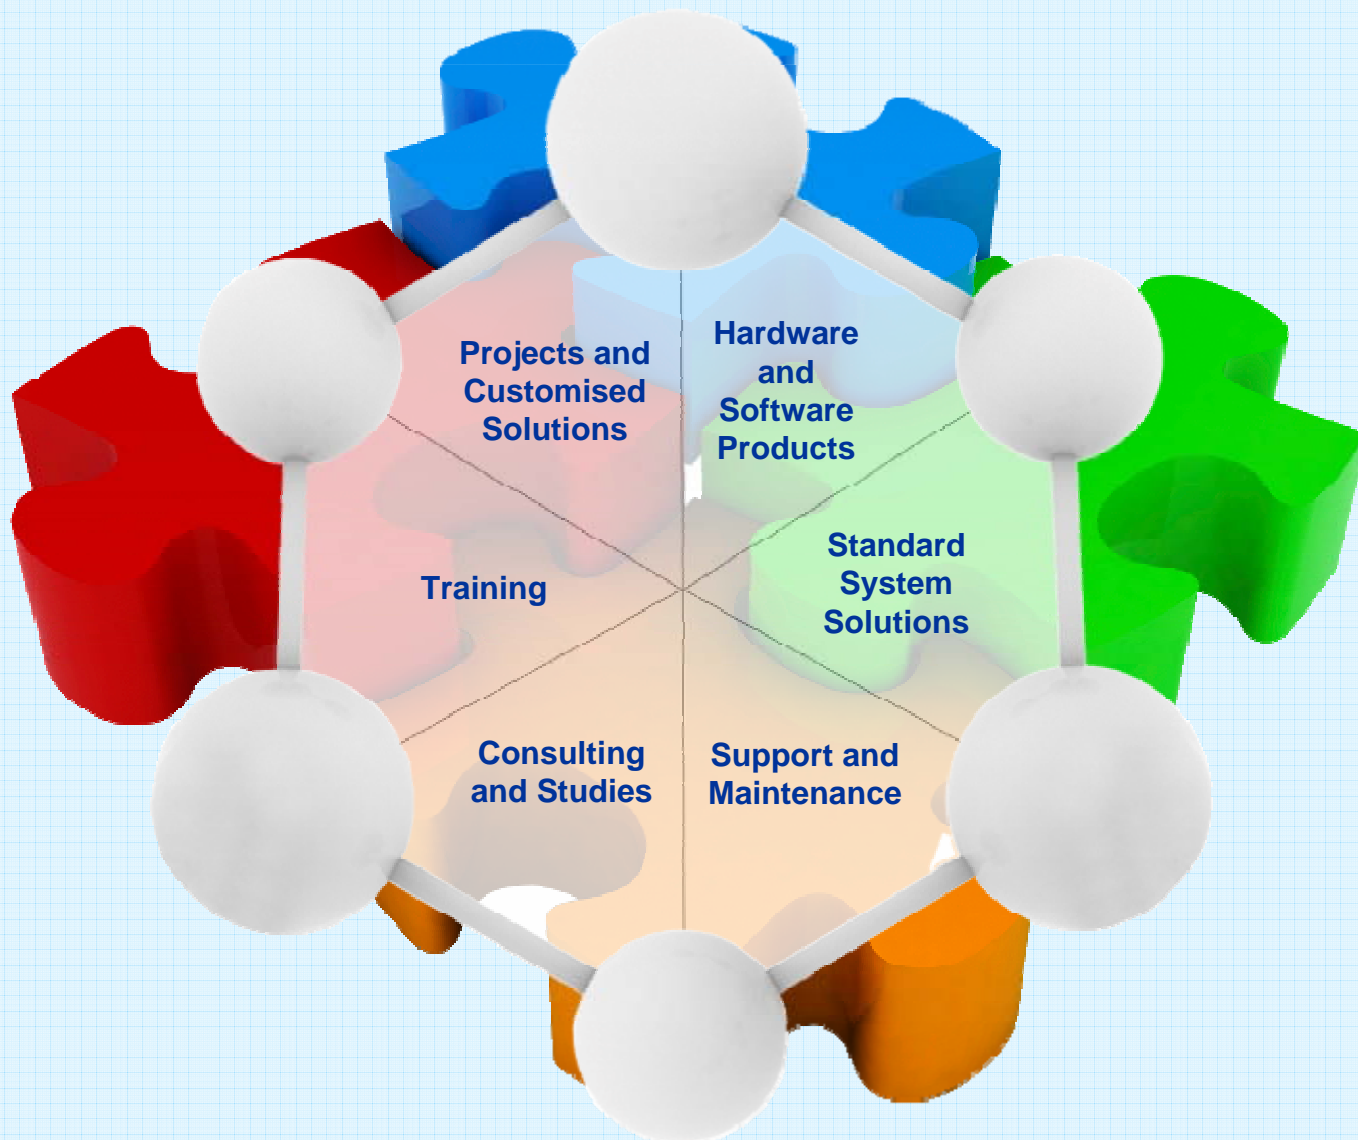 Projects and
Customised
Solutions
Hardware
and
Software
Products
Training
Standard
System
Solutions
Consulting
and Studies
Support and
Maintenance